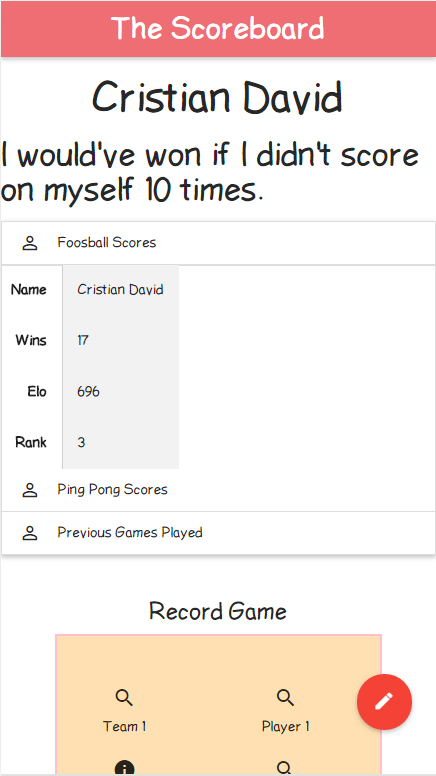 The Scoreboard
Cristian David
I would've won if I didn't score
on myself 10 times.
Foosball Scores
Name Cristian David
Wins 17
Elo 696
Rank 3
Ping Pong Scores
Previous Games Played
Record Game
Team 1 Player 1